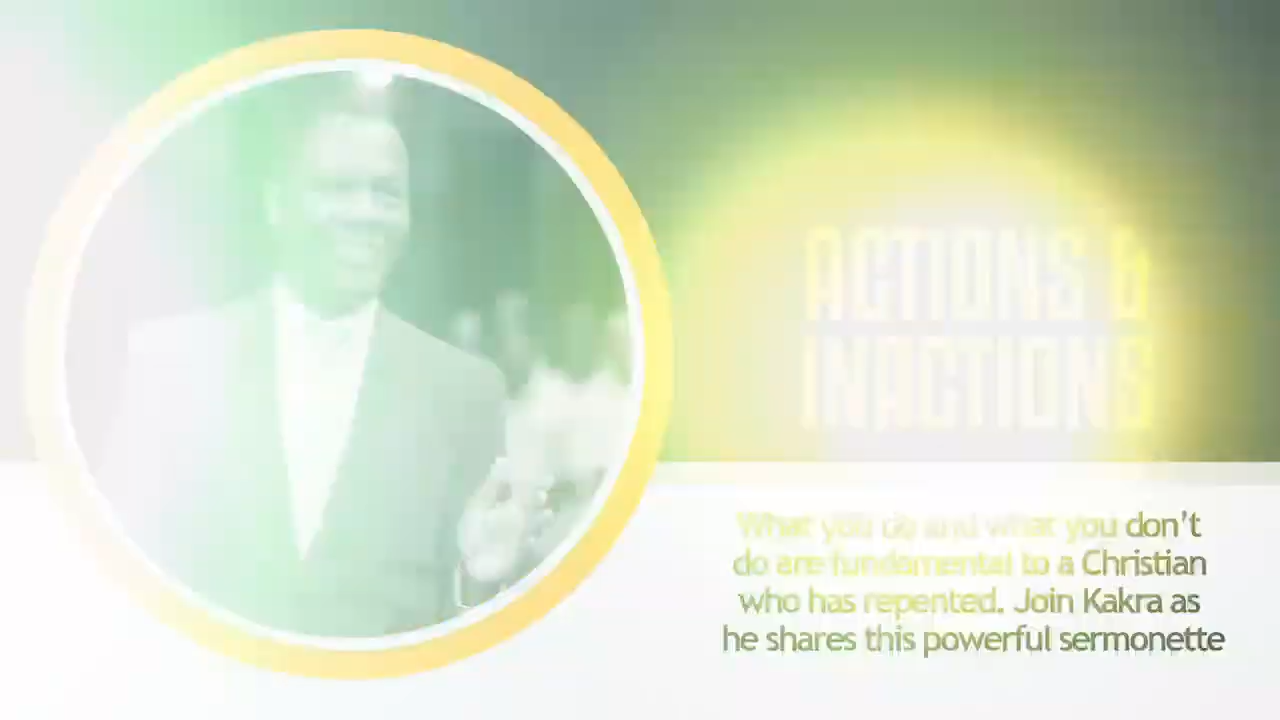 ACTIONS &
INACTIONS
What you do and what you don't
do are fundamental to a Christian
who has repented. Join Kakra as
he shares this powerful sermonette